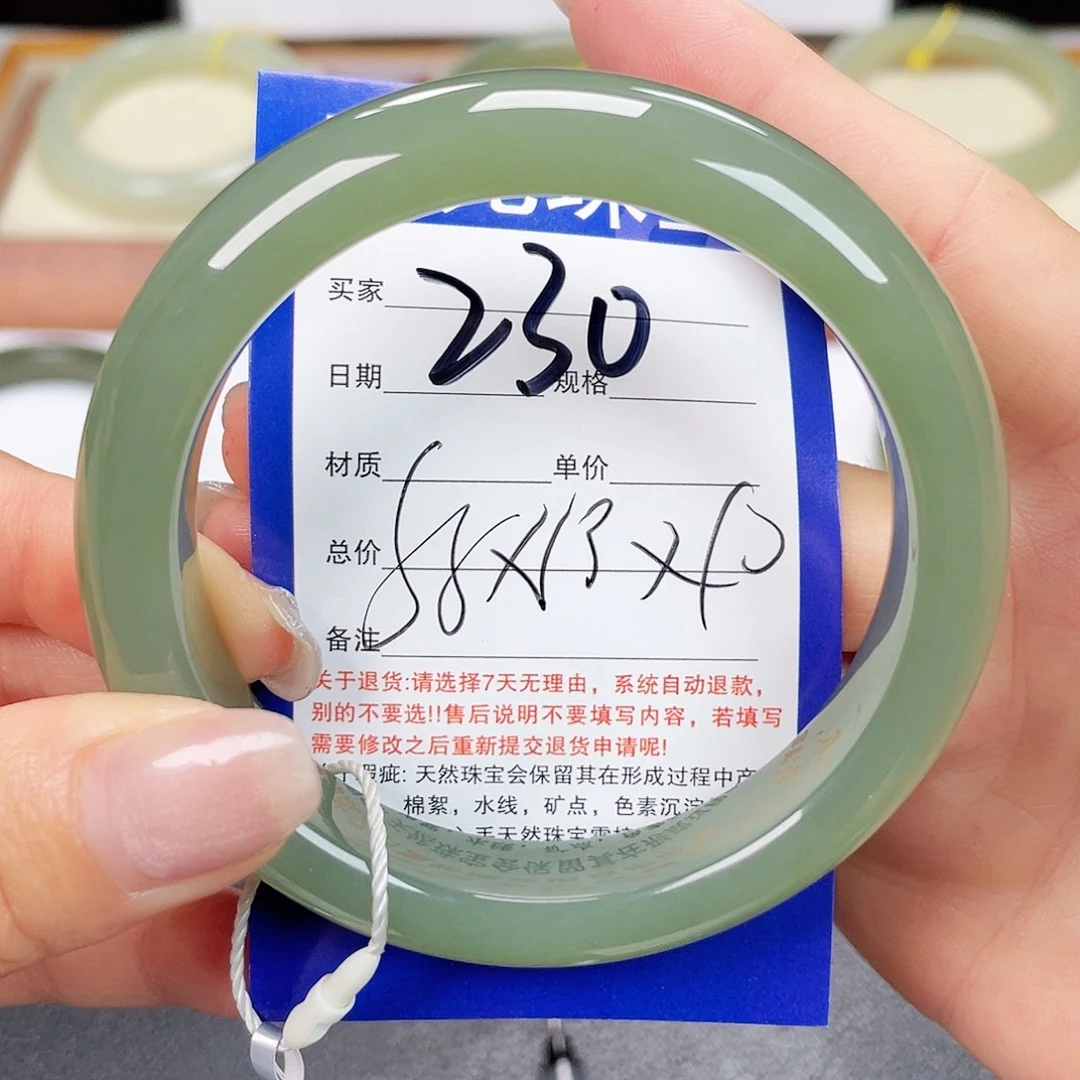 买家 230
日期 规格
材质 单价
总价 58x13x10
备注
关于退货:请选择7天无理由，系统自动退款，
别的不要选!!售后说明不要填写内容，若填写
需要修改之后重新提交退货申请呢!
瑕疵: 天然珠宝会保留其在形成过程中产
棉絮，水线，矿点，色素沉淀